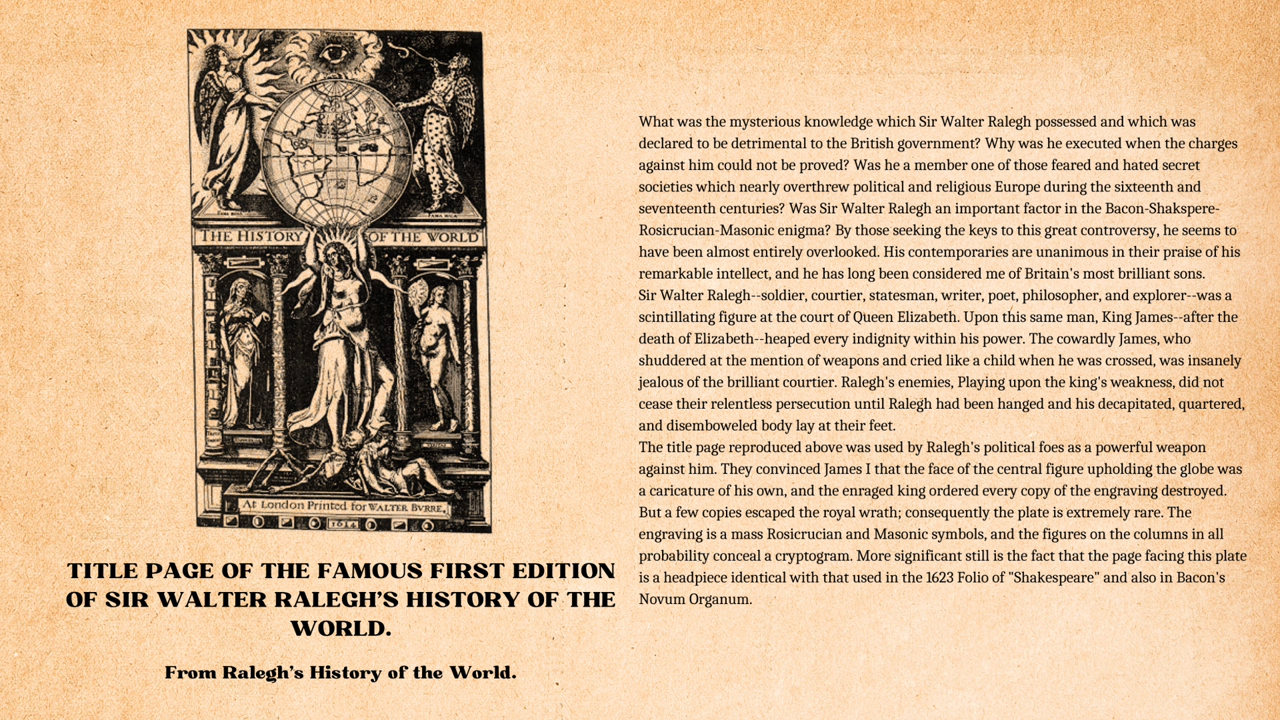 FAMA BONA
FAMA MALA
THE HISTORY OF THE WORLD
At London Printed for WALTER BVRRE.
1614
TITLE PAGE OF THE FAMOUS FIRST EDITION
OF SIR WALTER RALEGH'S HISTORY OF THE
WORLD.
From Ralegh's History of the World.
What was the mysterious knowledge which Sir Walter Ralegh possessed and which was
declared to be detrimental to the British government? Why was he executed when the charges
against him could not be proved? Was he a member one of those feared and hated secret
societies which nearly overthrew political and religious Europe during the sixteenth and
seventeenth centuries? Was Sir Walter Ralegh an important factor in the Bacon-Shakspere-
Rosicrucian-Masonic enigma? By those seeking the keys to this great controversy, he seems to
have been almost entirely overlooked. His contemporaries are unanimous in their praise of his
remarkable intellect, and he has long been considered me of Britain's most brilliant sons.
Sir Walter Ralegh--soldier, courtier, statesman, writer, poet, philosopher, and explorer--was a
scintillating figure at the court of Queen Elizabeth. Upon this same man, King James--after the
death of Elizabeth--heaped every indignity within his power. The cowardly James, who
shuddered at the mention of weapons and cried like a child when he was crossed, was insanely
jealous of the brilliant courtier. Ralegh's enemies, Playing upon the king's weakness, did not
cease their relentless persecution until Ralegh had been hanged and his decapitated, quartered,
and disemboweled body lay at their feet.
The title page reproduced above was used by Ralegh's political foes as a powerful weapon
against him. They convinced James I that the face of the central figure upholding the globe was
a caricature of his own, and the enraged king ordered every copy of the engraving destroyed.
But a few copies escaped the royal wrath; consequently the plate is extremely rare. The
engraving is a mass Rosicrucian and Masonic symbols, and the figures on the columns in all
probability conceal a cryptogram. More significant still is the fact that the page facing this plate
is a headpiece identical with that used in the 1623 Folio of "Shakespeare" and also in Bacon's
Novum Organum.